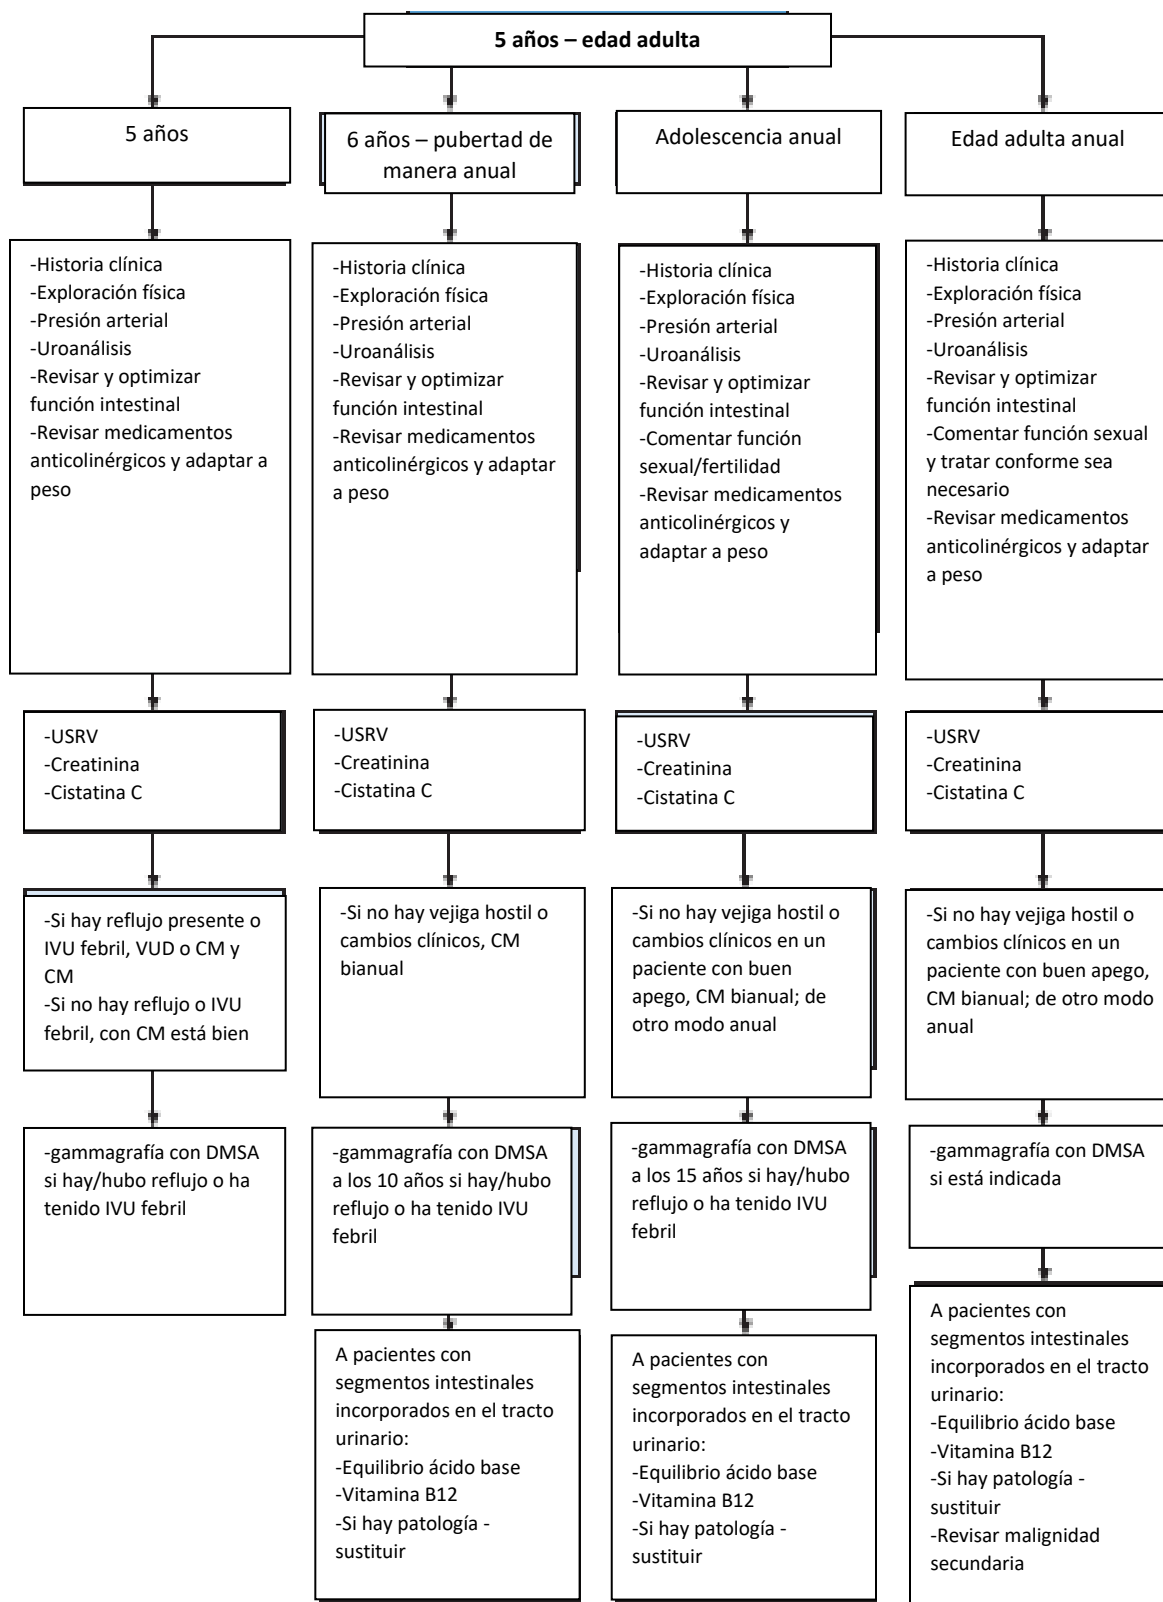 5 años – edad adulta
5 años
6 años – pubertad de
manera anual
Adolescencia anual
Edad adulta anual
-Historia clínica
-Exploración física
-Presión arterial
-Uroanálisis
-Revisar y optimizar
función intestinal
-Revisar medicamentos
anticolinérgicos y adaptar a
peso
-Historia clínica
-Exploración física
-Presión arterial
-Uroanálisis
-Revisar y optimizar
función intestinal
-Revisar medicamentos
anticolinérgicos y adaptar
a peso
-Historia clínica
-Exploración física
-Presión arterial
-Uroanálisis
-Revisar y optimizar
función intestinal
-Comentar función
sexual/fertilidad
-Revisar medicamentos
anticolinérgicos y
adaptar a peso
-Historia clínica
-Exploración física
-Presión arterial
-Uroanálisis
-Revisar y optimizar
función intestinal
-Comentar función sexual
y tratar conforme sea
necesario
-Revisar medicamentos
anticolinérgicos y adaptar
a peso
-USRV
-Creatinina
-Cistatina C
-USRV
-Creatinina
-Cistatina C
-USRV
-Creatinina
-Cistatina C
-USRV
-Creatinina
-Cistatina C
-Si hay reflujo presente o
IVU febril, VUD o CM y
CM
-Si no hay reflujo o IVU
febril, con CM está bien
-Si no hay vejiga hostil o
cambios clínicos, CM
bianual
-Si no hay vejiga hostil o
cambios clínicos en un
paciente con buen
apego, CM bianual; de
otro modo anual
-Si no hay vejiga hostil o
cambios clínicos en un
paciente con buen apego,
CM bianual; de otro modo
anual
-gammagrafía con DMSA
si hay/hubo reflujo o ha
tenido IVU febril
-gammagrafía con DMSA
a los 10 años si hay/hubo
reflujo o ha tenido IVU
febril
-gammagrafía con DMSA
a los 15 años si hay/hubo
reflujo o ha tenido IVU
febril
-gammagrafía con DMSA
si está indicada
A pacientes con
segmentos intestinales
incorporados en el tracto
urinario:
-Equilibrio ácido base
-Vitamina B12
-Si hay patología -
sustituir
A pacientes con
segmentos intestinales
incorporados en el tracto
urinario:
-Equilibrio ácido base
-Vitamina B12
-Si hay patología -
sustituir
A pacientes con
segmentos intestinales
incorporados en el tracto
urinario:
-Equilibrio ácido base
-Vitamina B12
-Si hay patología -
sustituir
-Revisar malignidad
secundaria